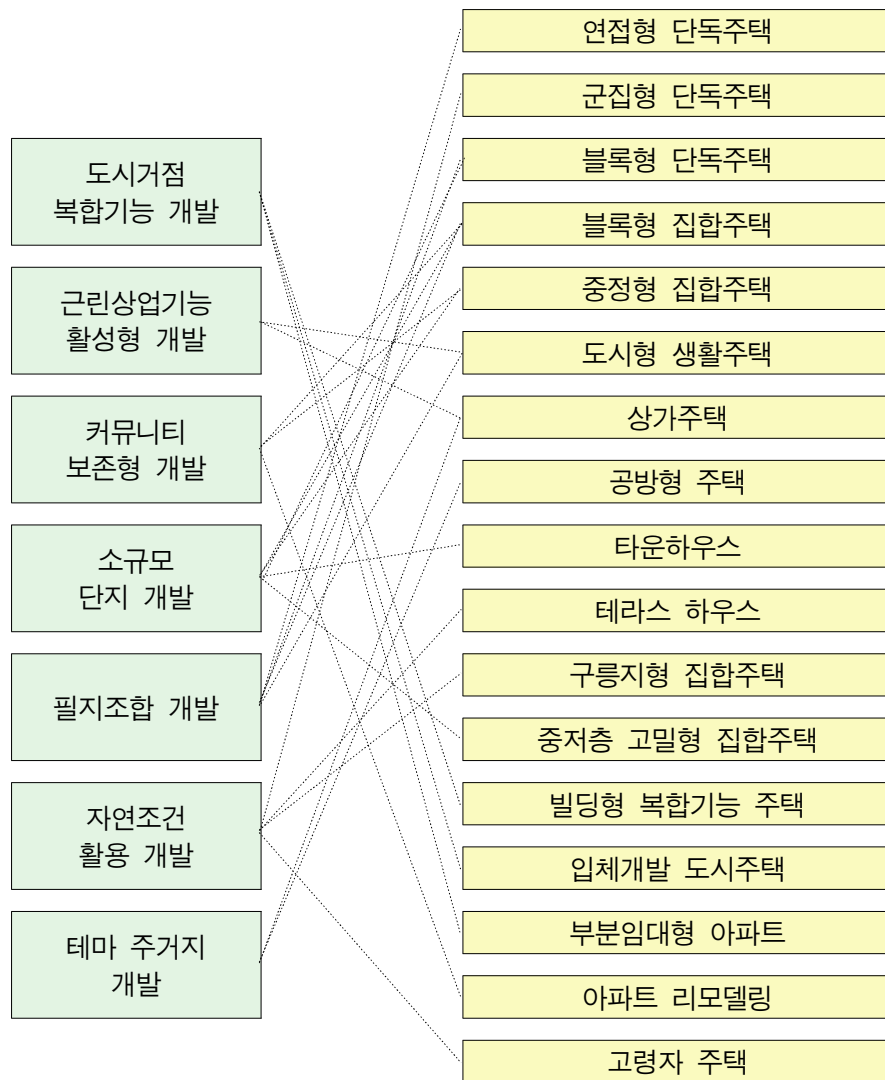 도시거점
복합기능 개발
근린상업기능
활성형 개발
커뮤니티
보존형 개발
소규모
단지 개발
필지조합 개발
자연조건
활용 개발
테마 주거지
개발
연접형 단독주택
군집형 단독주택
블록형 단독주택
블록형 집합주택
중정형 집합주택
도시형 생활주택
상가주택
공방형 주택
타운하우스
테라스 하우스
구릉지형 집합주택
중저층 고밀형 집합주택
빌딩형 복합기능 주택
입체개발 도시주택
부분임대형 아파트
아파트 리모델링
고령자 주택